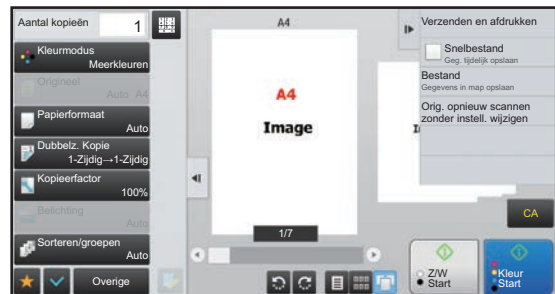 Aantal kopieën
1
Kleurmodus
Meerkleuren
Origineel
Auto A4
Papierformaat
Auto
Dubbelz. Kopie
1-Zijdig→1-Zijdig
Kopieerfactor
100%
Belichting
Auto
Sorteren/groepen
Auto
Overige
A4
A4
Image
1/7
Verzenden en afdrukken
Snelbestand
Geg. tijdelijk opslaan
Bestand
Gegevens in map opslaan
Orig. opnieuw scannen
zonder instell. wijzigen
CA
Z/W
Start
Kleur
Start